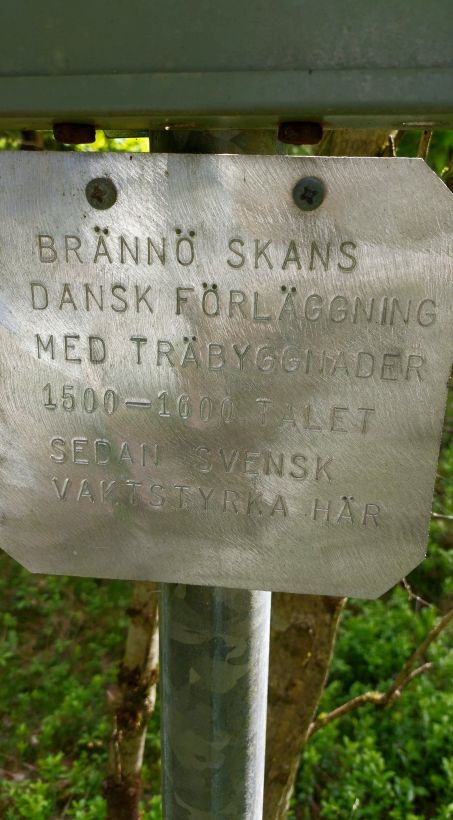 BRÄNNÖ SKANS
DANSK FÖRLÄGGNING
MED TRÄBYGGNADER
1500-1600 TALET
SEDAN SVENSK
VAKTSTYRKA HÄR